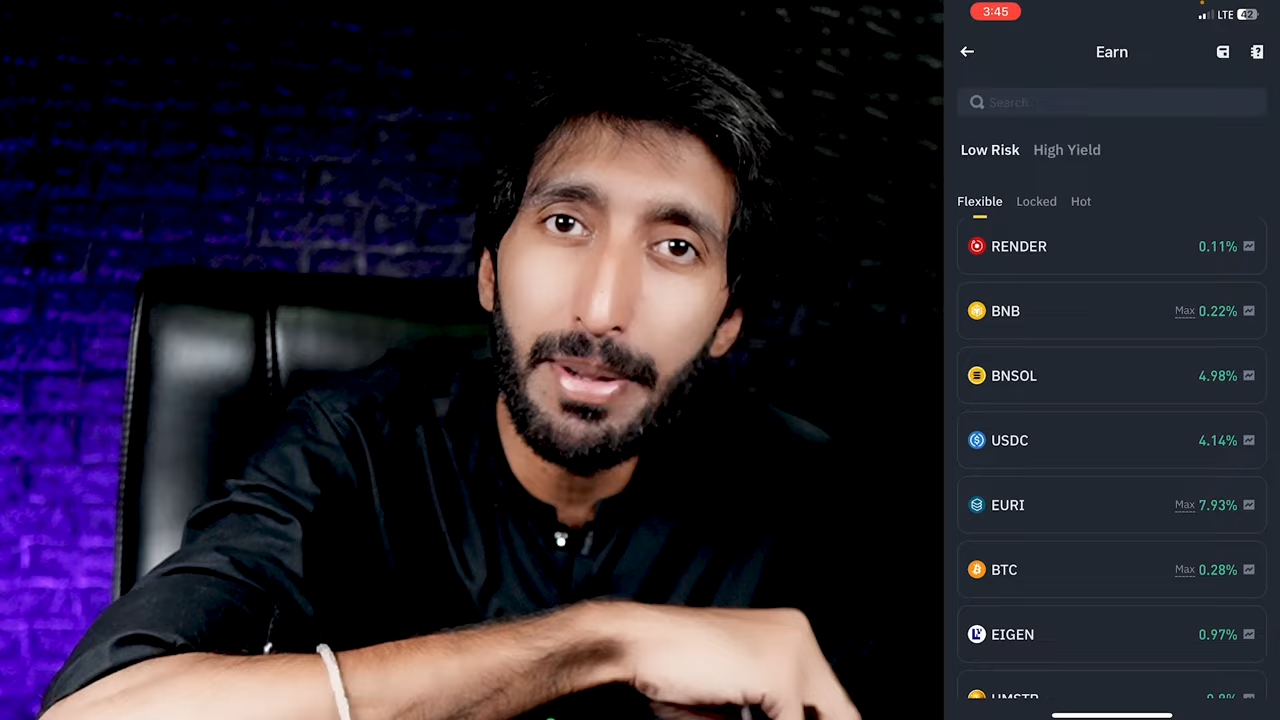 3:45
LTE 42
Earn
Search
Low Risk High Yield
Flexible Locked Hot
RENDER 0.11%
BNB Max 0.22%
BNSOL 4.98%
USDC 4.14%
EURI Max 7.93%
BTC Max 0.28%
EIGEN 0.97%